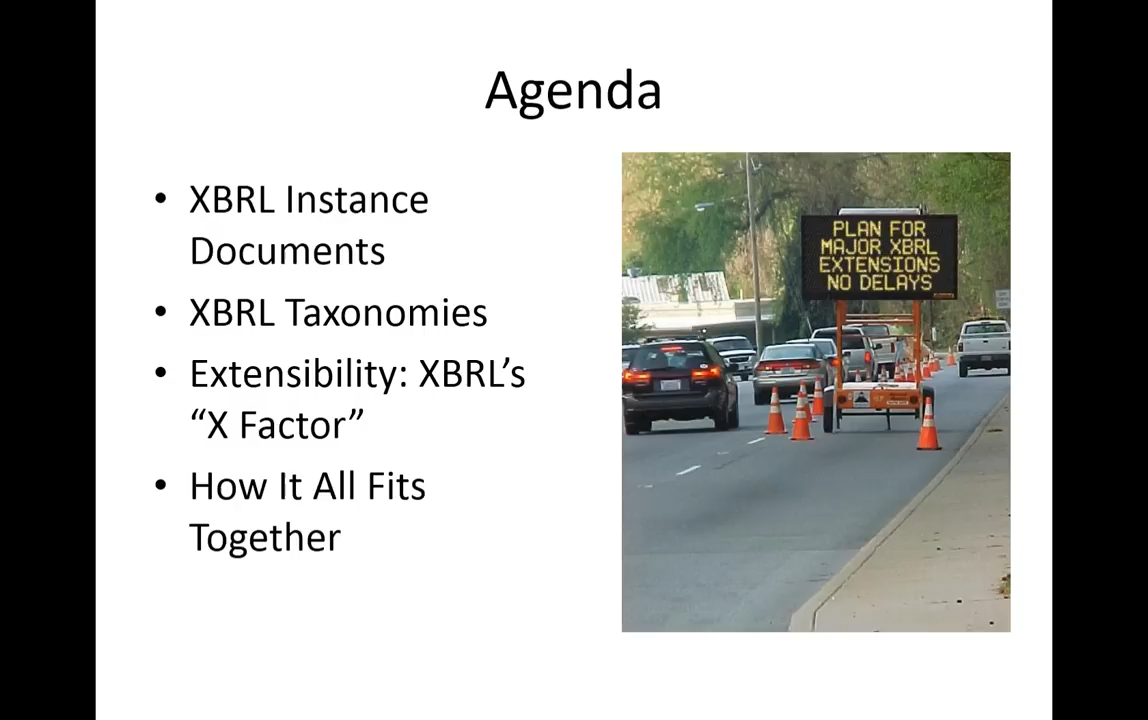 Agenda
• XBRL Instance
Documents
• XBRL Taxonomies
• Extensibility: XBRL’s
“X Factor”
• How It All Fits
Together
PLAN FOR
MAJOR XBRL
EXTENSIONS
NO DELAYS